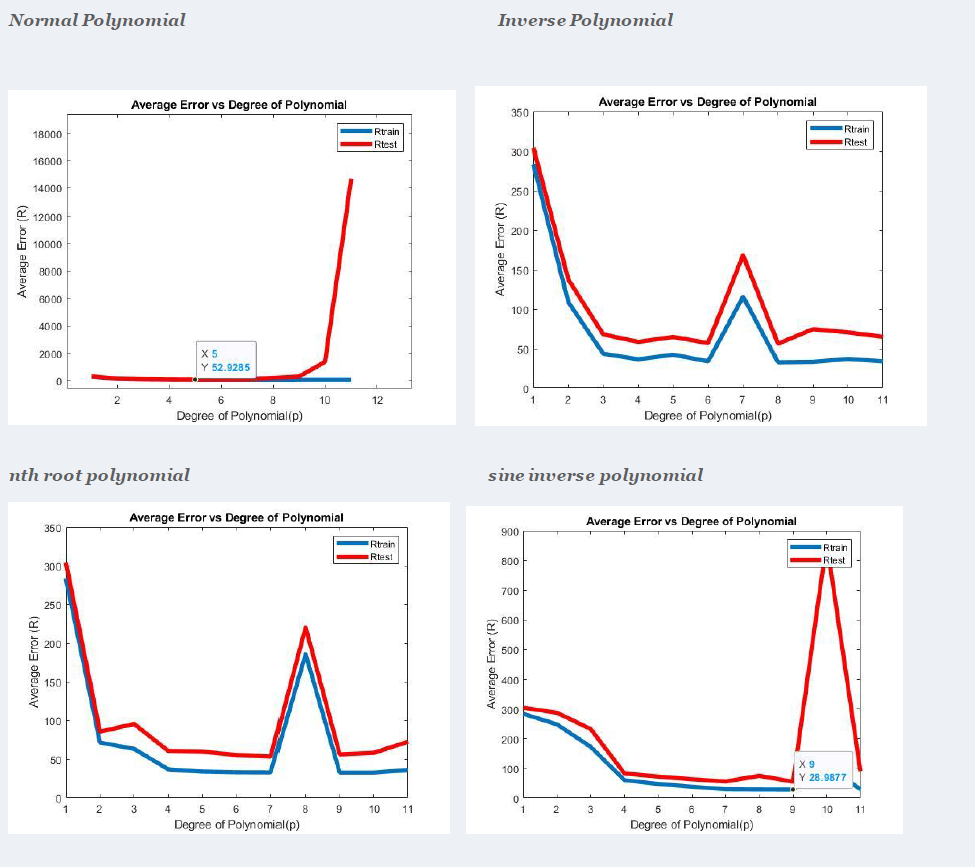 Normal Polynomial
Inverse Polynomial
Average Error vs Degree of Polynomial
18000
16000
14000
12000
10000
8000
6000
4000
2000
0
Average Error (R)
Rtrain
Rtest
X 5
Y 52.9285
2 4 6 8 10 12
Degree of Polynomial(p)
Average Error vs Degree of Polynomial
350
300
250
200
150
100
50
0
Average Error (R)
Rtrain
Rtest
1 2 3 4 5 6 7 8 9 10 11
Degree of Polynomial(p)
nth root polynomial
sine inverse polynomial
Average Error vs Degree of Polynomial
350
300
250
200
150
100
50
0
Average Error (R)
Rtrain
Rtest
1 2 3 4 5 6 7 8 9 10 11
Degree of Polynomial(p)
Average Error vs Degree of Polynomial
900
800
700
600
500
400
300
200
100
0
Average Error (R)
Rtrain
Rtest
X 9
Y 28.9877
1 2 3 4 5 6 7 8 9 10 11
Degree of Polynomial(p)